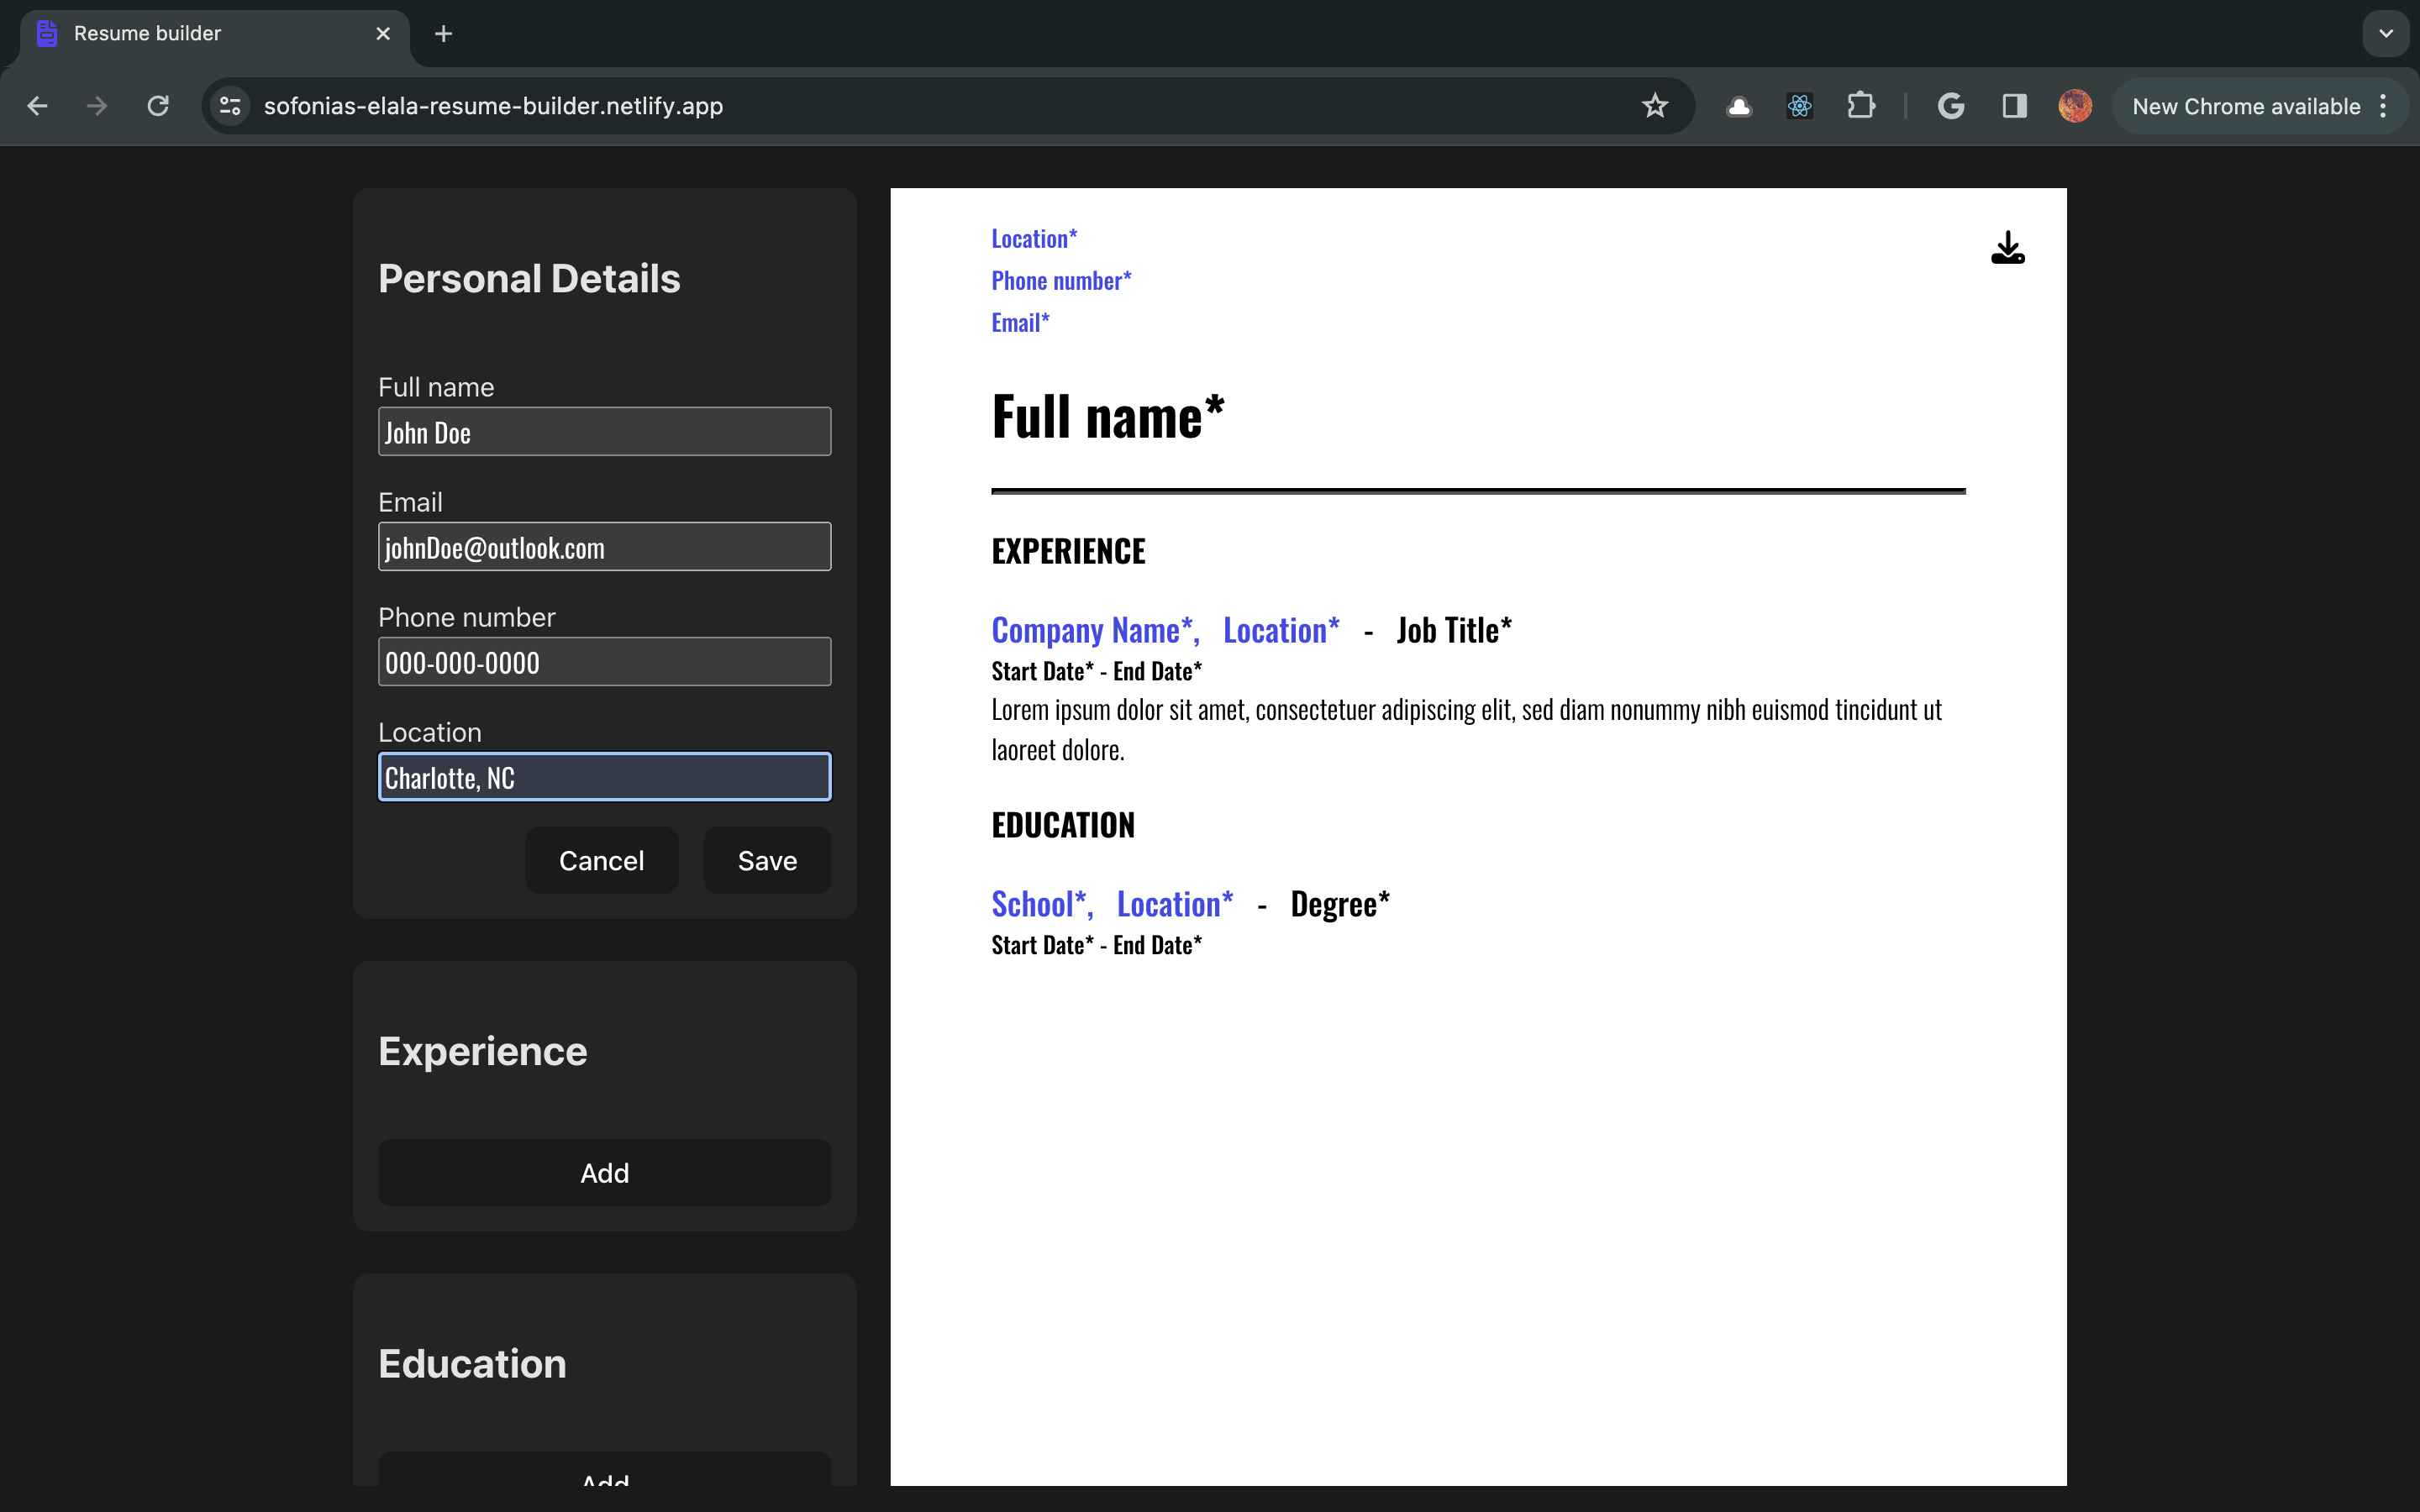 Resume builder
sofonias-elala-resume-builder.netlify.app
New Chrome available
Personal Details
Full name
John Doe
Email
johnDoe@outlook.com
Phone number
000-000-0000
Location
Charlotte, NC
Cancel Save
Experience
Add
Education
Add
Location*
Phone number*
Email*
Full name*
EXPERIENCE
Company Name*, Location* - Job Title*
Start Date* - End Date*
Lorem ipsum dolor sit amet, consectetuer adipiscing elit, sed diam nonummy nibh euismod tincidunt ut
laoreet dolore.
EDUCATION
School*, Location* - Degree*
Start Date* - End Date*